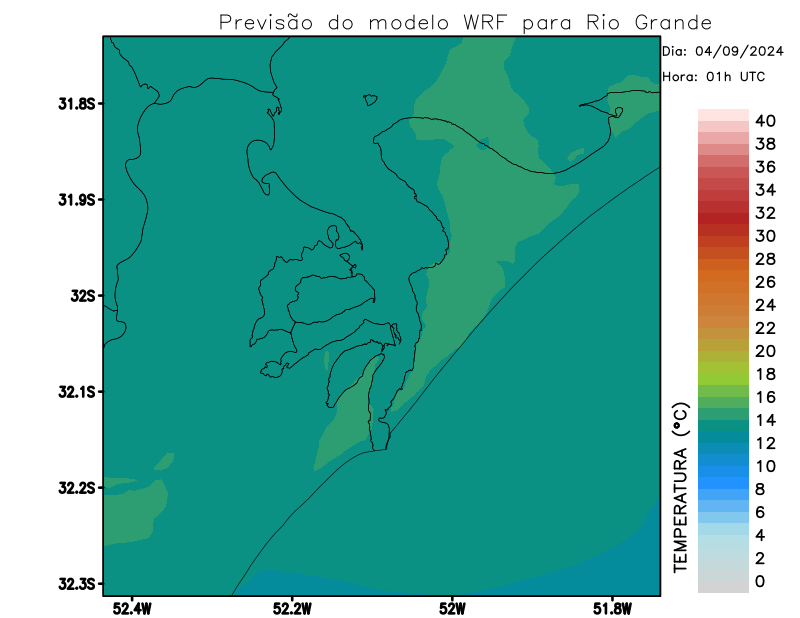 Previsão do modelo WRF para Rio Grande
Dia: 04/09/2024
Hora: 01h UTC
31.8S
31.9S
32S
32.1S
32.2S
32.3S
52.4W
52.2W
52W
51.8W
TEMPERATURA (°C)
40
38
36
34
32
30
28
26
24
22
20
18
16
14
12
10
8
6
4
2
0